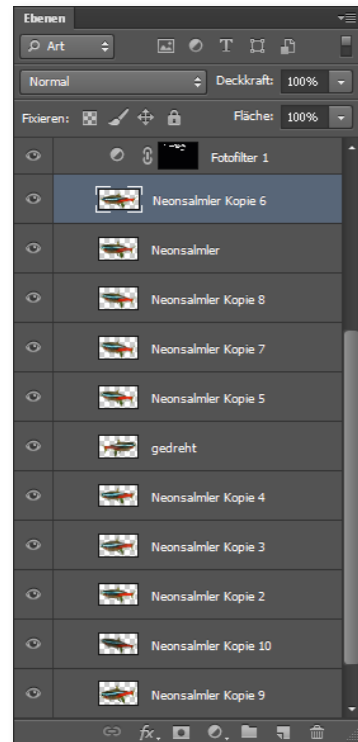 Ebenen
Art
Normal Deckkraft: 100%
Fixieren: Fläche: 100%
Fotofilter 1
Neonsalmler Kopie 6
Neonsalmler
Neonsalmler Kopie 8
Neonsalmler Kopie 7
Neonsalmler Kopie 5
gedreht
Neonsalmler Kopie 4
Neonsalmler Kopie 3
Neonsalmler Kopie 2
Neonsalmler Kopie 10
Neonsalmler Kopie 9
fx